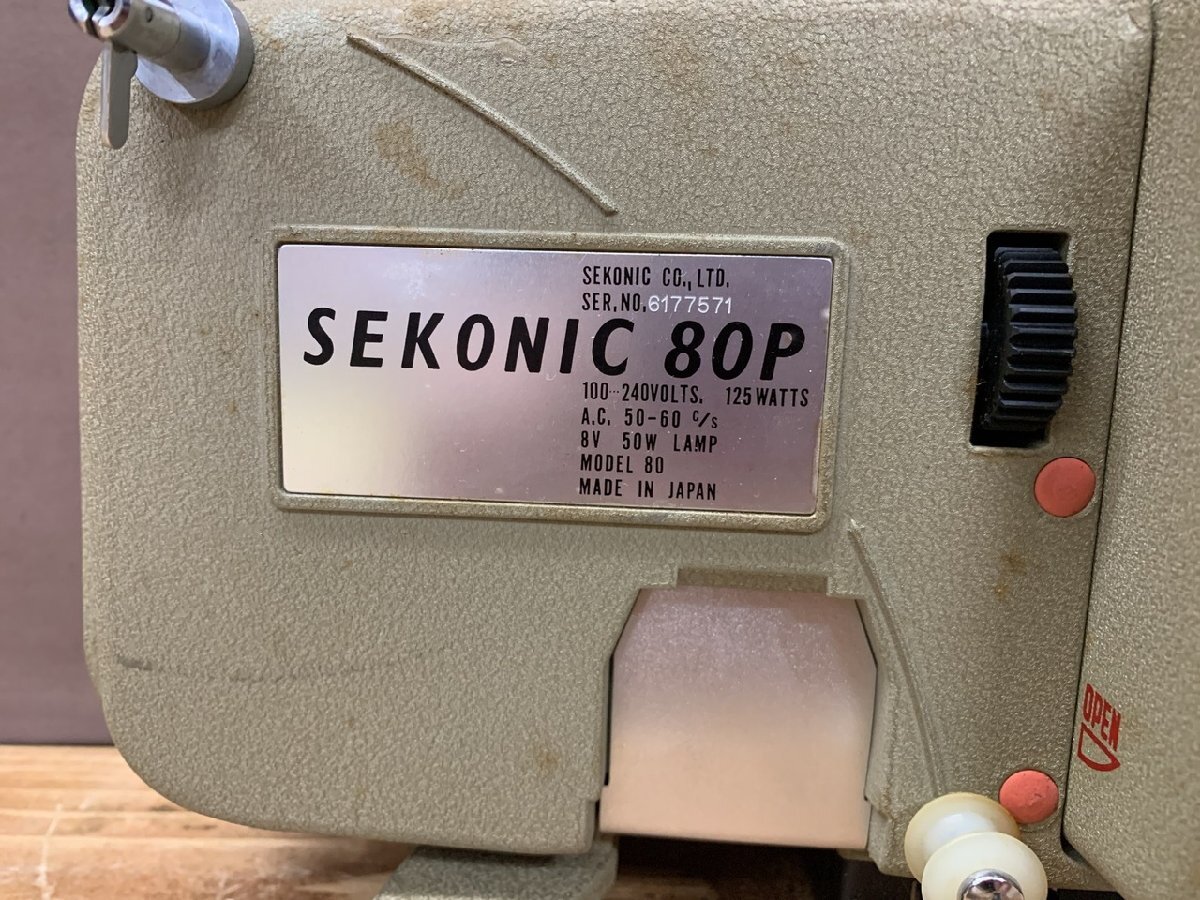 SEKONIC CO., LTD.
SER. NO. 6177571
SEKONIC 80P
100---240VOLTS. 125 WATTS
A.C. 50-60 c/s
8V 50W LAMP
MODEL 80
MADE IN JAPAN
OPEN